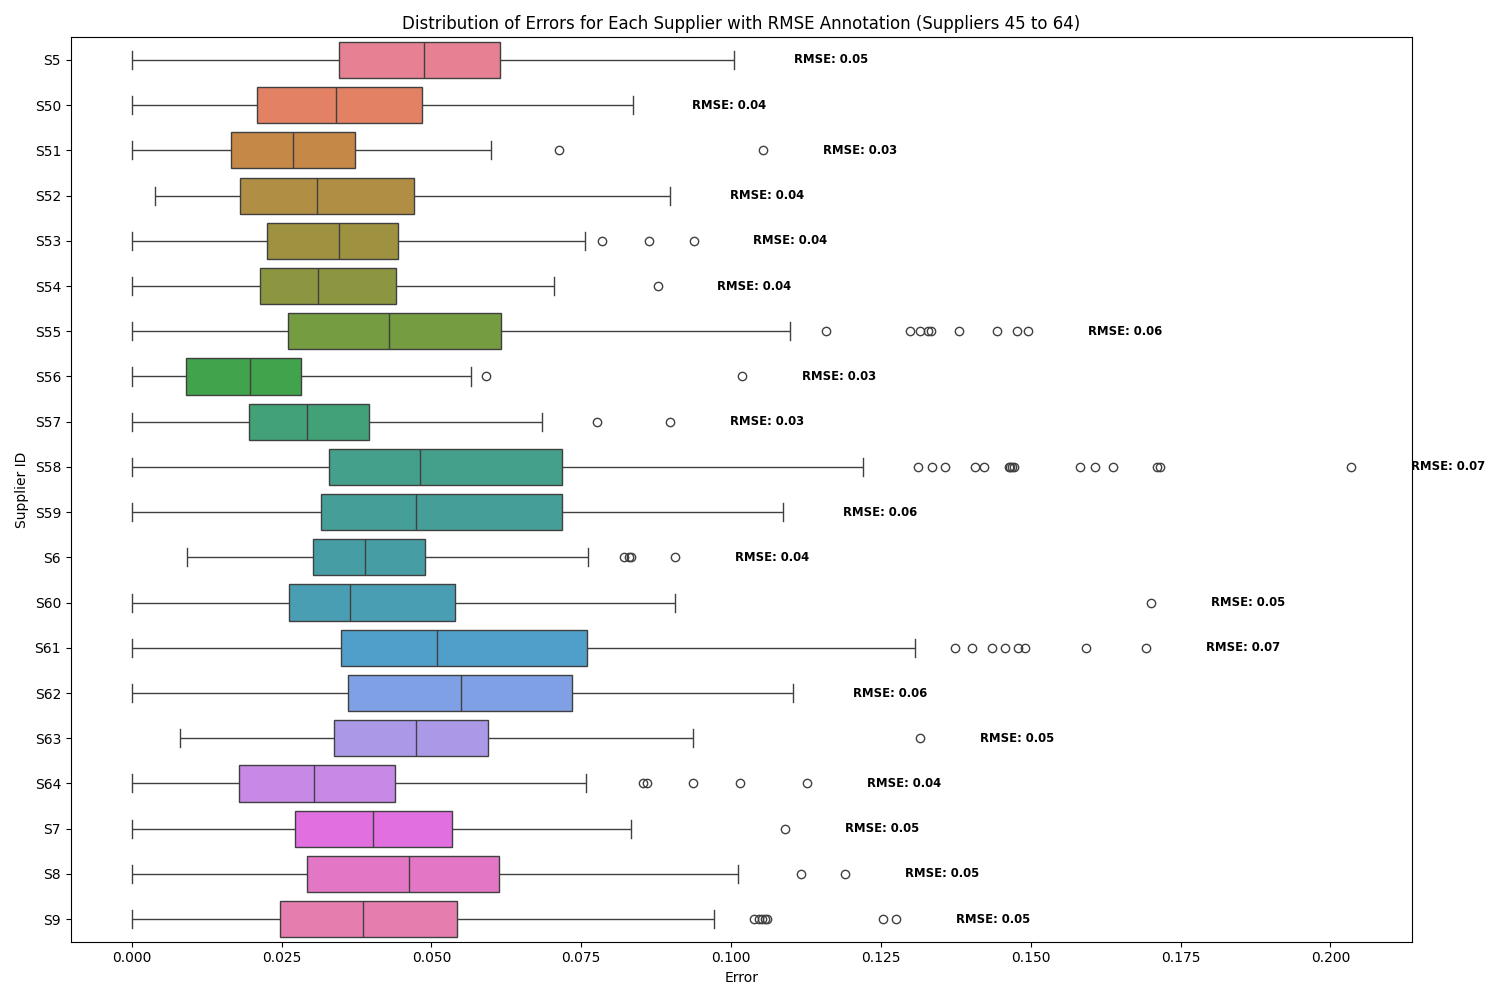 Distribution of Errors for Each Supplier with RMSE Annotation (Suppliers 45 to 64)
Supplier ID
S5 RMSE: 0.05
S50 RMSE: 0.04
S51 RMSE: 0.03
S52 RMSE: 0.04
S53 RMSE: 0.04
S54 RMSE: 0.04
S55 RMSE: 0.06
S56 RMSE: 0.03
S57 RMSE: 0.03
S58 RMSE: 0.07
S59 RMSE: 0.06
S6 RMSE: 0.04
S60 RMSE: 0.05
S61 RMSE: 0.07
S62 RMSE: 0.06
S63 RMSE: 0.05
S64 RMSE: 0.04
S7 RMSE: 0.05
S8 RMSE: 0.05
S9 RMSE: 0.05
0.000 0.025 0.050 0.075 0.100 0.125 0.150 0.175 0.200
Error